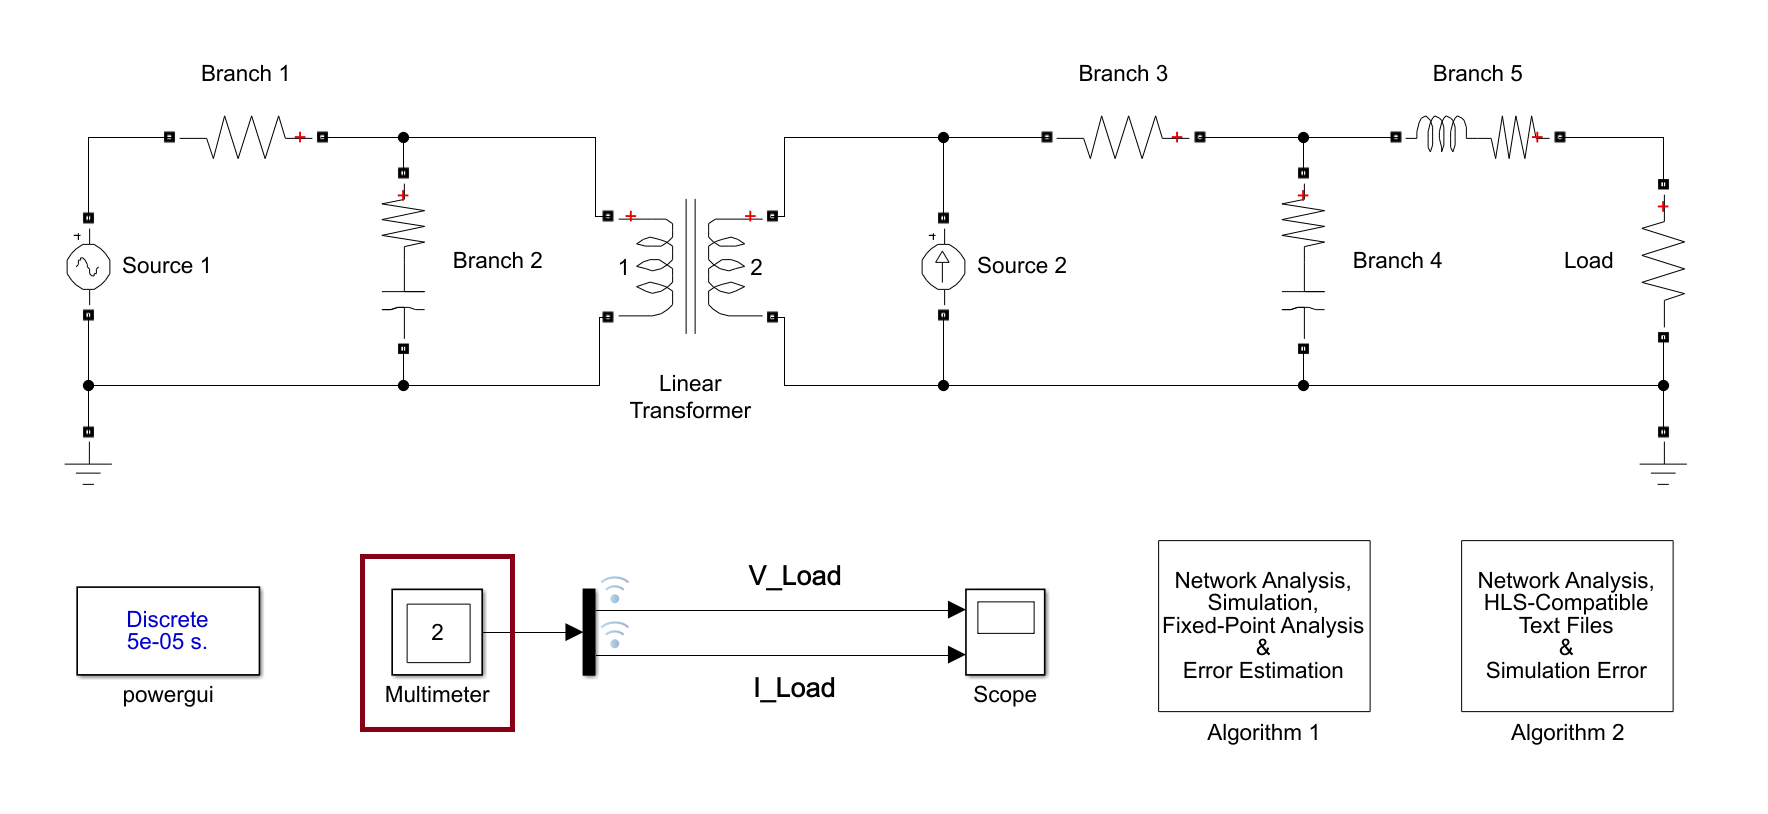 Branch 1
Branch 3
Branch 5
Source 1
Branch 2
1
2
Source 2
Branch 4
Load
Linear
Transformer
Discrete
5e-05 s.
powergui
2
Multimeter
V_Load
I_Load
Scope
Network Analysis,
Simulation,
Fixed-Point Analysis
&
Error Estimation
Algorithm 1
Network Analysis,
HLS-Compatible
Text Files
&
Simulation Error
Algorithm 2